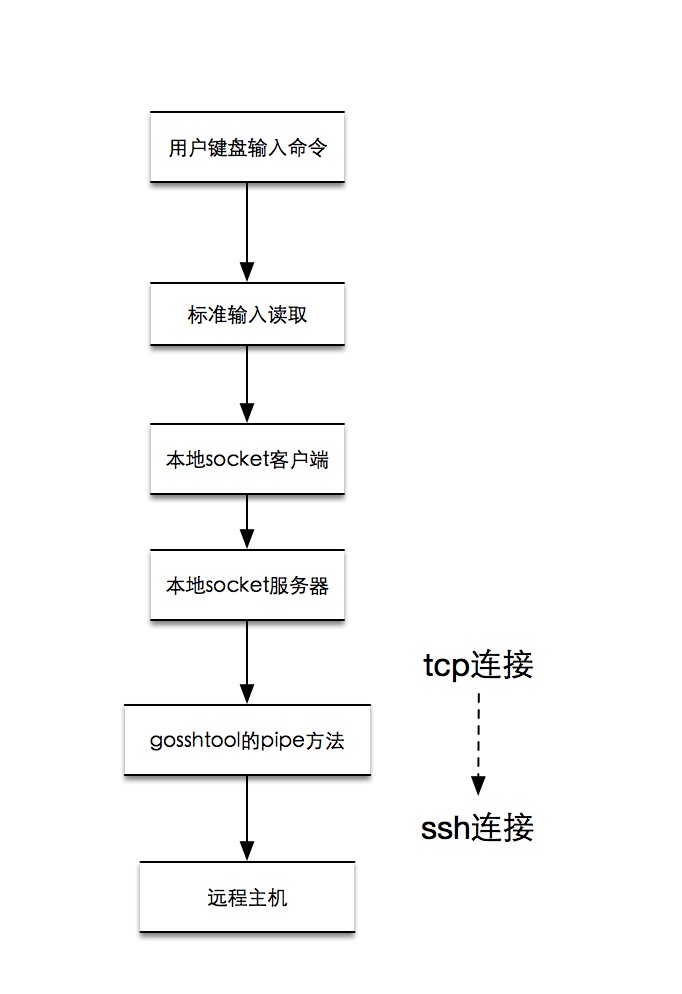 用户键盘输入命令
标准输入读取
本地socket客户端
本地socket服务器
tcp连接
gosshtool的pipe方法
ssh连接
远程主机